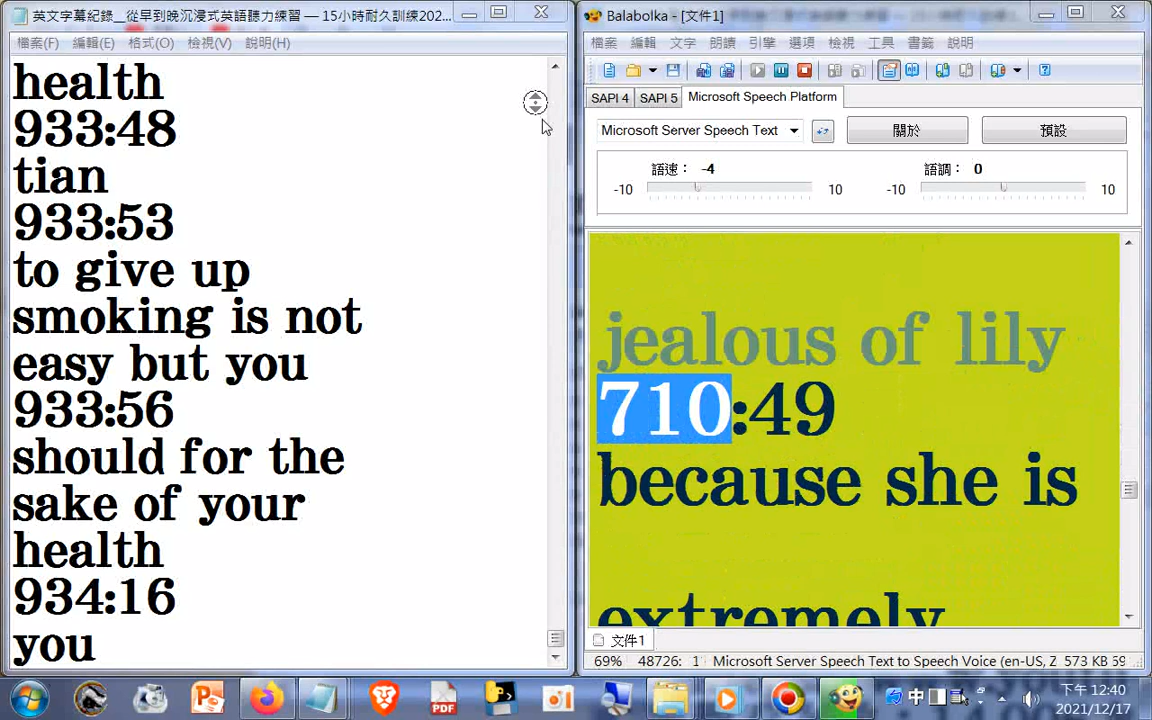 英文字幕紀錄__從早到晚沉浸式英語聽力練習 — 15小時耐久訓練202...
檔案(F) 編輯(E) 格式(O) 檢視(V) 說明(H)
health
933:48
tian
933:53
to give up
smoking is not
easy but you
933:56
should for the
sake of your
health
934:16
you
Balabolka - [文件1]
檔案 編輯 文字 朗讀 引擎 選項 檢視 工具 書籤 說明
SAPI 4 SAPI 5 Microsoft Speech Platform
Microsoft Server Speech Text 關於 預設
語速： -4 語調： 0
-10 10 -10 10
jealous of lily
710:49
because she is
extremely
文件1
69% 48726: 1 Microsoft Server Speech Text to Speech Voice (en-US, Z 573 KB 59
PDF
中
下午 12:40
2021/12/17